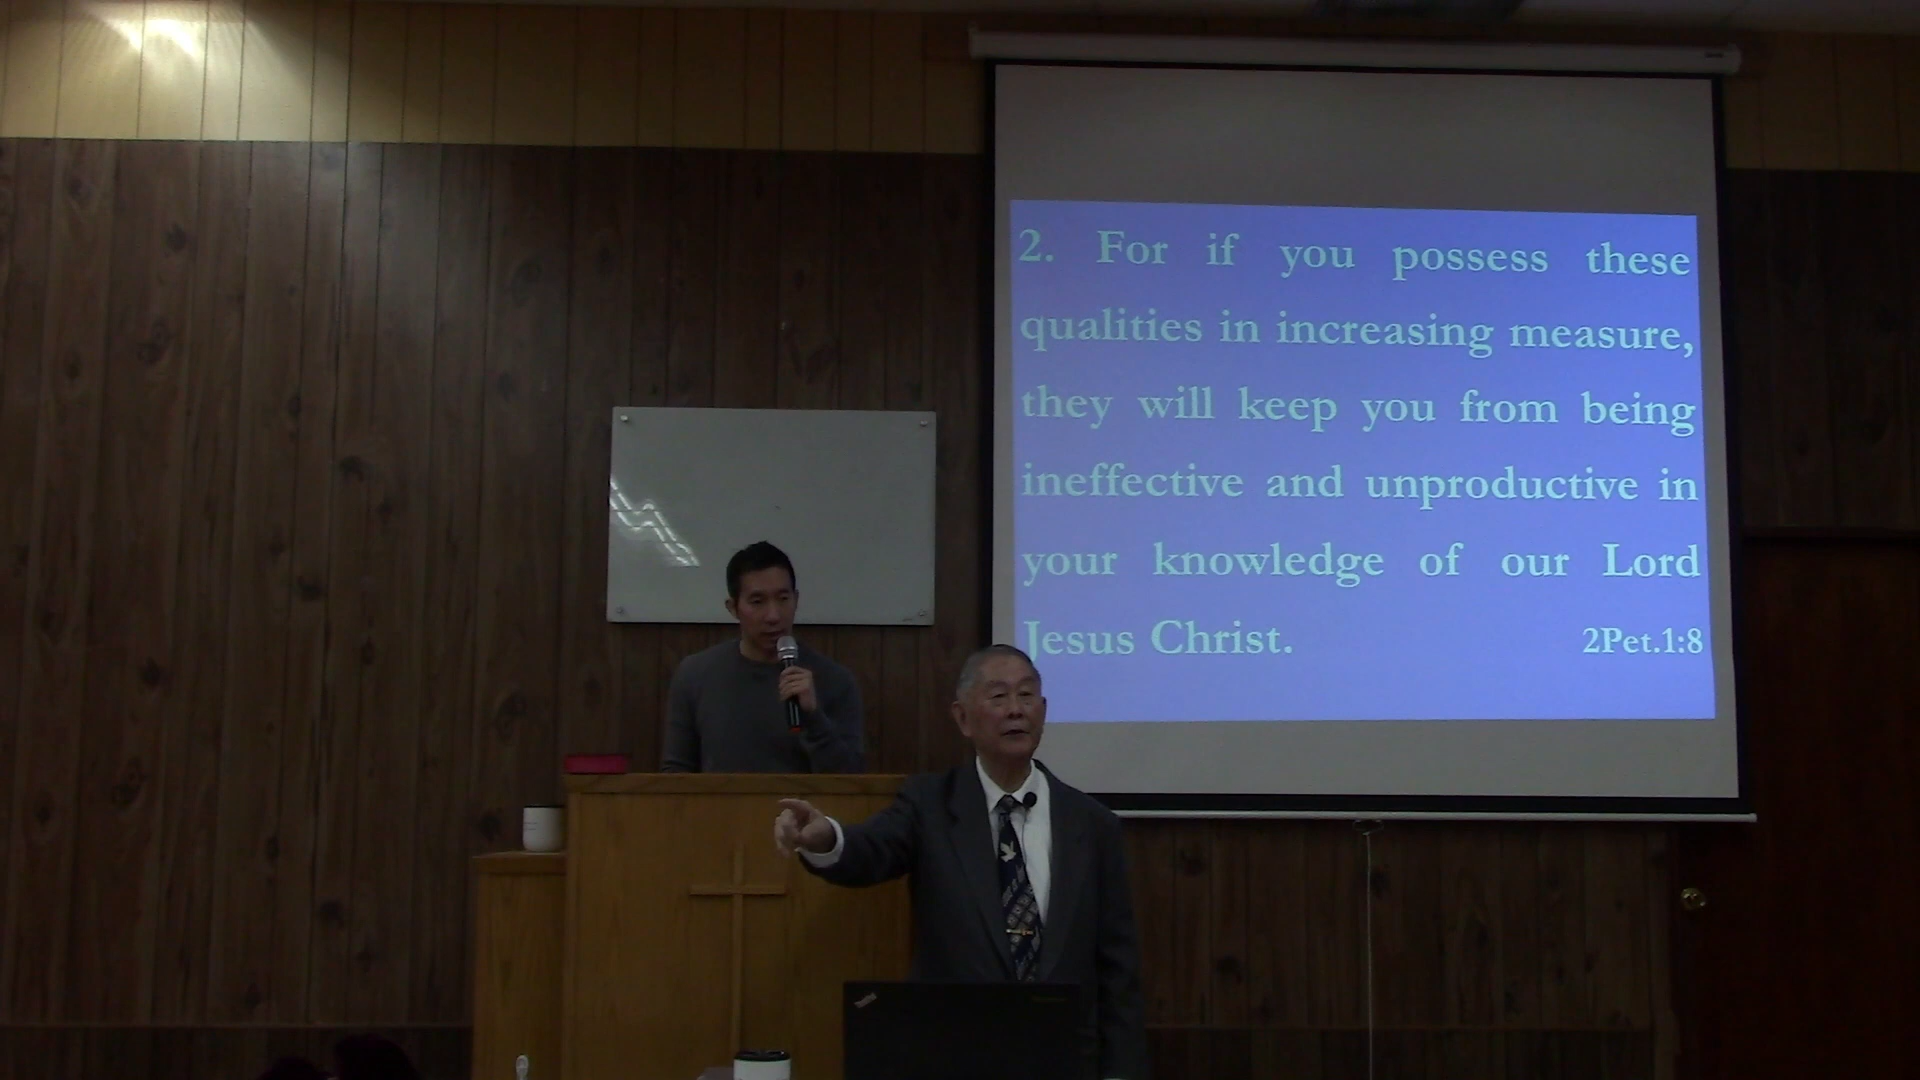 2. For if you possess these
qualities in increasing measure,
they will keep you from being
ineffective and unproductive in
your knowledge of our Lord
Jesus Christ. 2Pet.1:8